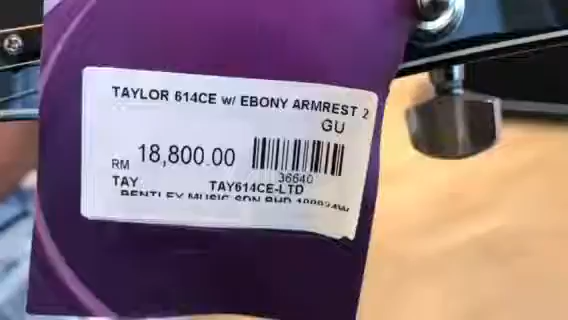 TAYLOR 614CE w/ EBONY ARMREST 2
GU
RM 18,800.00
36640
TAY TAY614CE-LTD
BENTLEY MUSIC SDN BHD